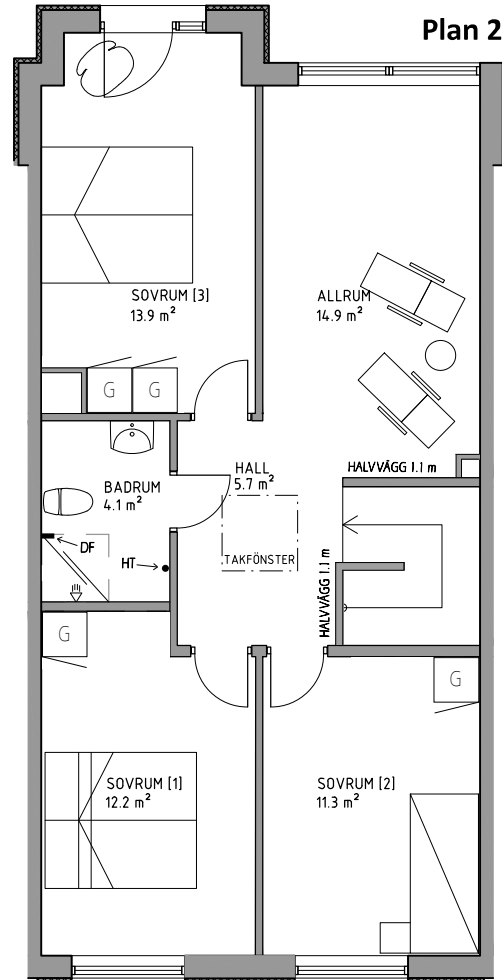 Plan 2
SOVRUM [3]
13.9 m²
ALLRUM
14.9 m²
G
G
HALVVÄGG 1.1 m
HALL
5.7 m²
BADRUM
4.1 m²
DF
HT
TAKFÖNSTER
HALVVÄGG 1.1 m
G
G
SOVRUM [1]
12.2 m²
SOVRUM [2]
11.3 m²